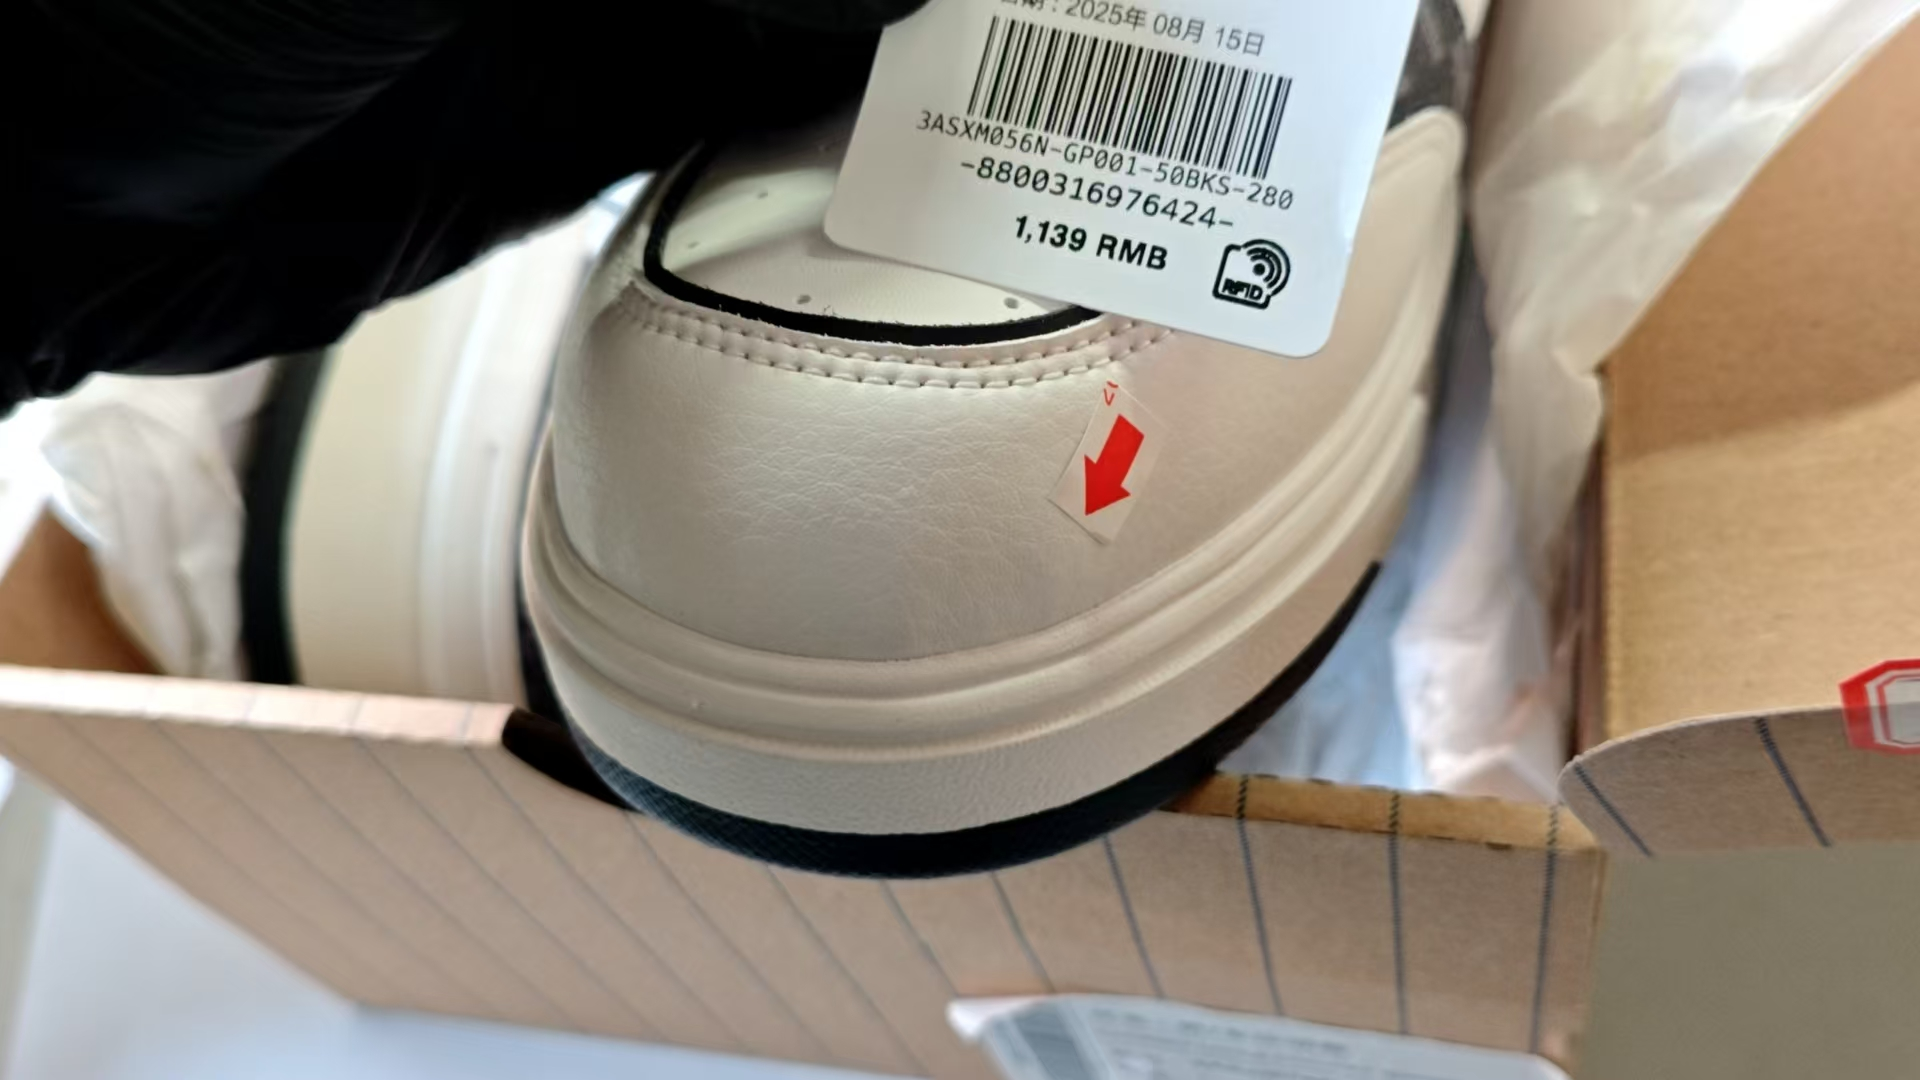 日期 : 2025年 08月 15日
3ASXM056N-GP001-50BKS-280
-8800316976424-
1,139 RMB
RFID